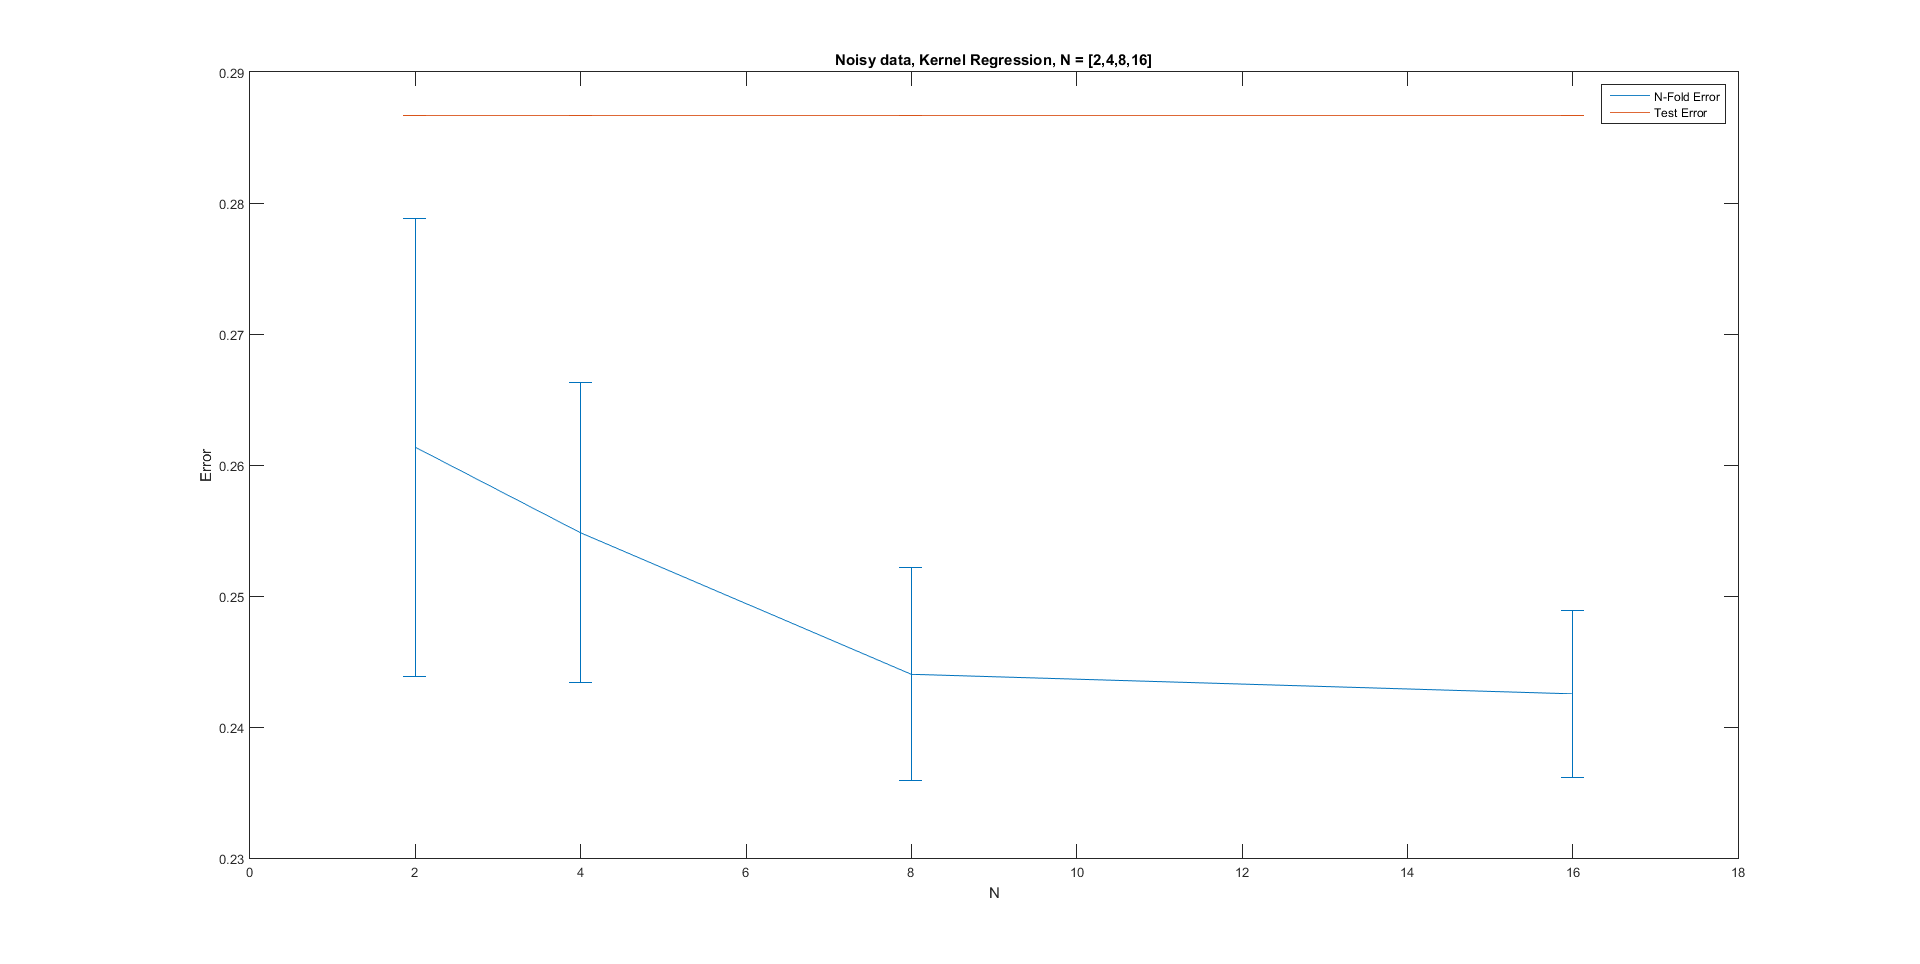 Noisy data, Kernel Regression, N = [2,4,8,16]
0.29
N-Fold Error
Test Error
0.28
0.27
Error
0.26
0.25
0.24
0.23
0 2 4 6 8 10 12 14 16 18
N